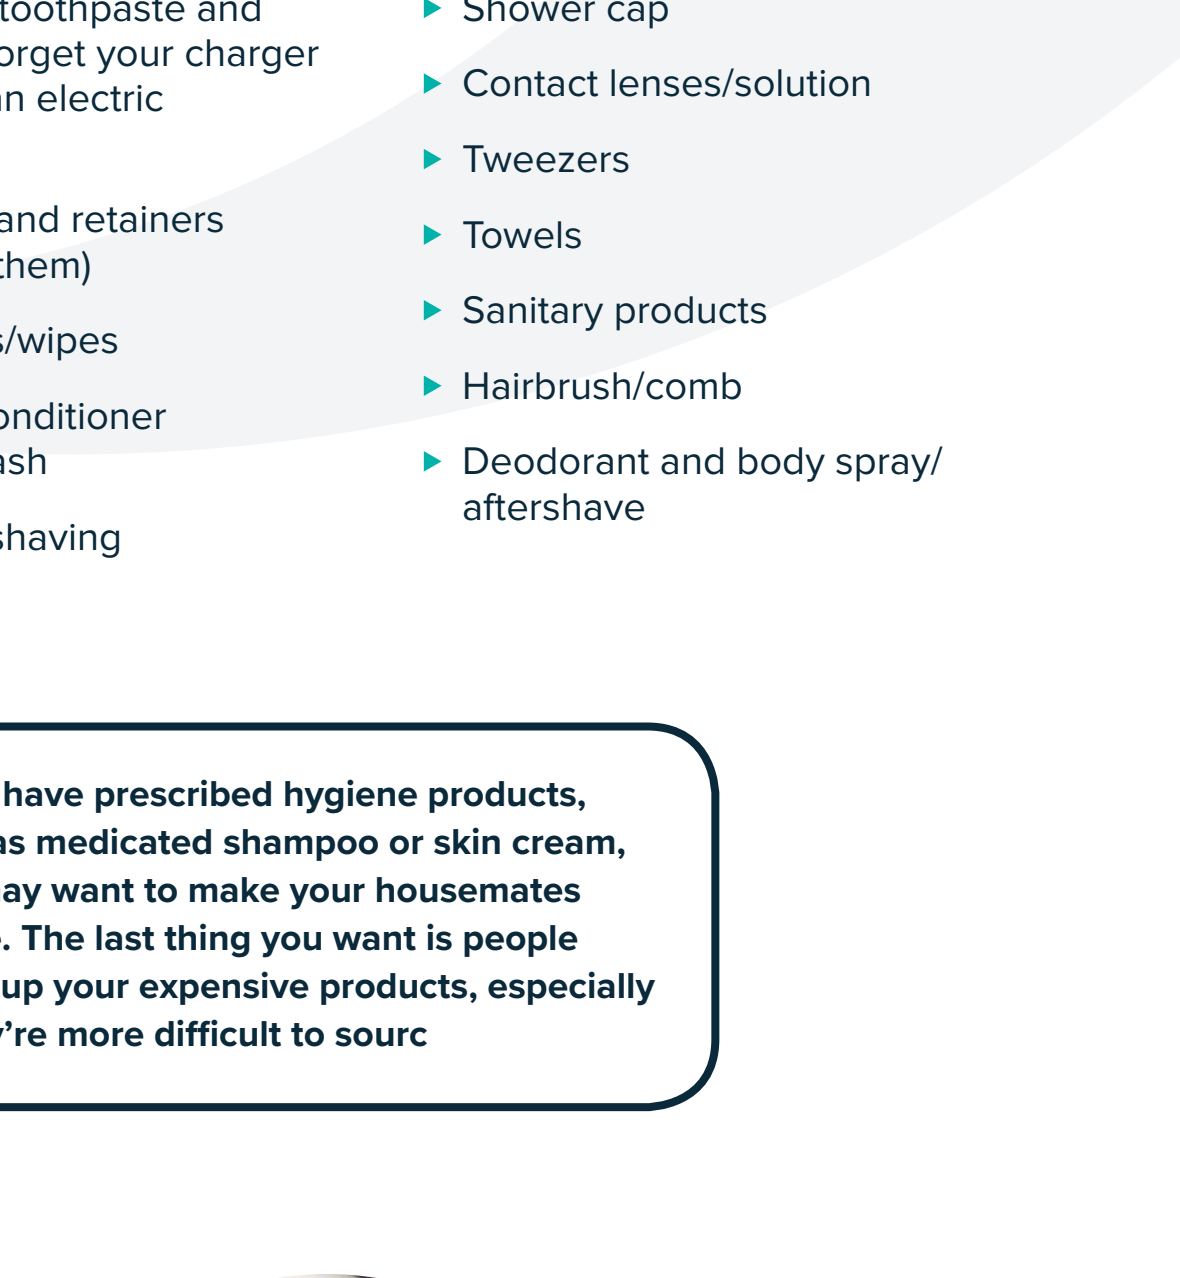 toothpaste and
orget your charger
n electric
and retainers
them)
s/wipes
onditioner
ash
shaving
Shower cap
Contact lenses/solution
Tweezers
Towels
Sanitary products
Hairbrush/comb
Deodorant and body spray/
aftershave
have prescribed hygiene products,
as medicated shampoo or skin cream,
ay want to make your housemates
. The last thing you want is people
up your expensive products, especially
y’re more difficult to sourc